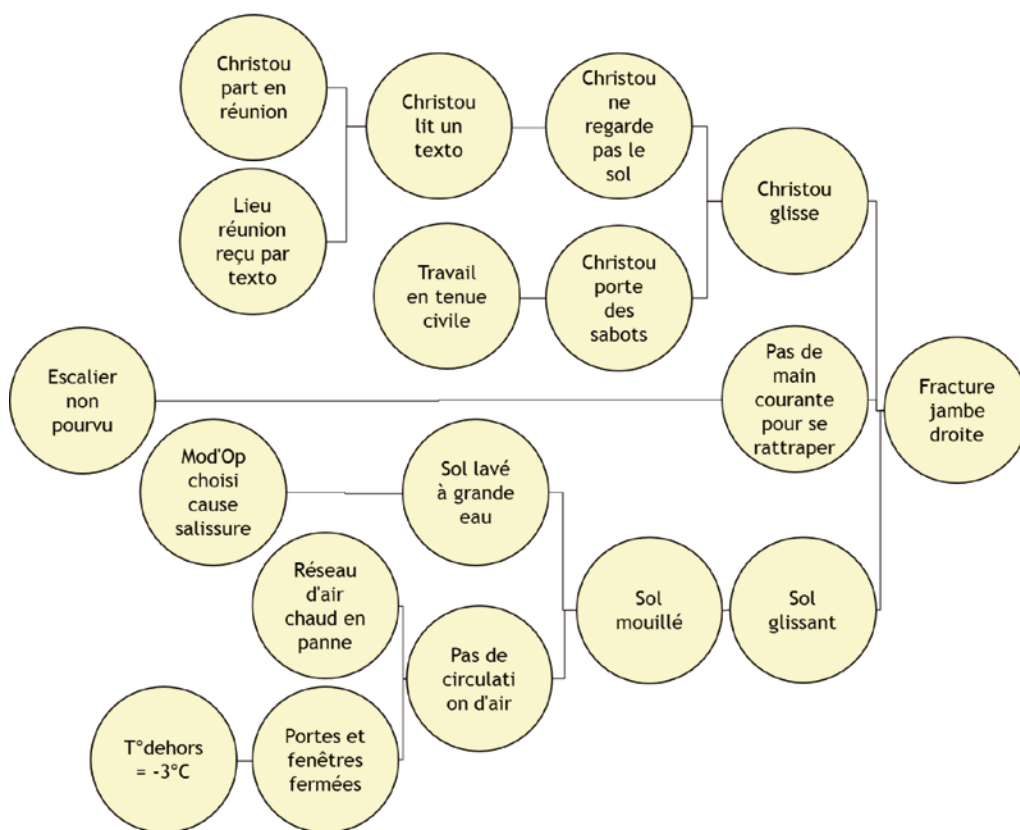 Christou
part en
réunion
Lieu
réunion
reçu par
texto
Christou
lit un
texto
Christou
ne
regarde
pas le
sol
Travail
en tenue
civile
Christou
porte
des
sabots
Christou
glisse
Escalier
non
pourvu
Pas de
main
courante
pour se
rattraper
Fracture
jambe
droite
Mod'Op
choisi
cause
salissure
Sol lavé
à grande
eau
Réseau
d'air
chaud en
panne
T°dehors
= -3°C
Portes et
fenêtres
fermées
Pas de
circulati
on d'air
Sol
mouillé
Sol
glissant